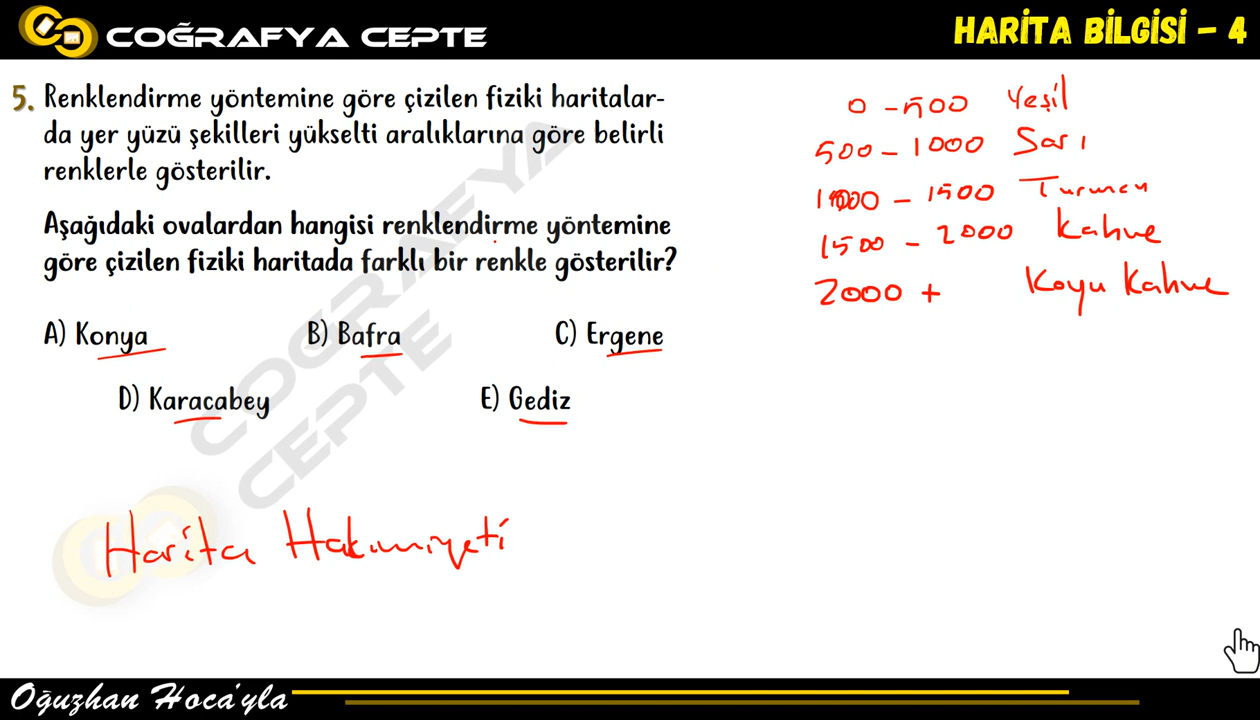 COĞRAFYA CEPTE
HARİTA BİLGİSİ – 4
5. Renklendirme yöntemine göre çizilen fiziki haritalar-
da yer yüzü şekilleri yükselti aralıklarına göre belirli
renklerle gösterilir.
Aşağıdaki ovalardan hangisi renklendirme yöntemine
göre çizilen fiziki haritada farklı bir renkle gösterilir?
A) Konya B) Bafra C) Ergene
D) Karacabey E) Gediz
0 - 500 Yeşil
500 - 1000 Sarı
1000 - 1500 Turuncu
1500 - 2000 Kahve
2000 + Koyu Kahve
Harita Hakimiyeti
COĞRAFYA
CEPTE
Oğuzhan Hoca'yla